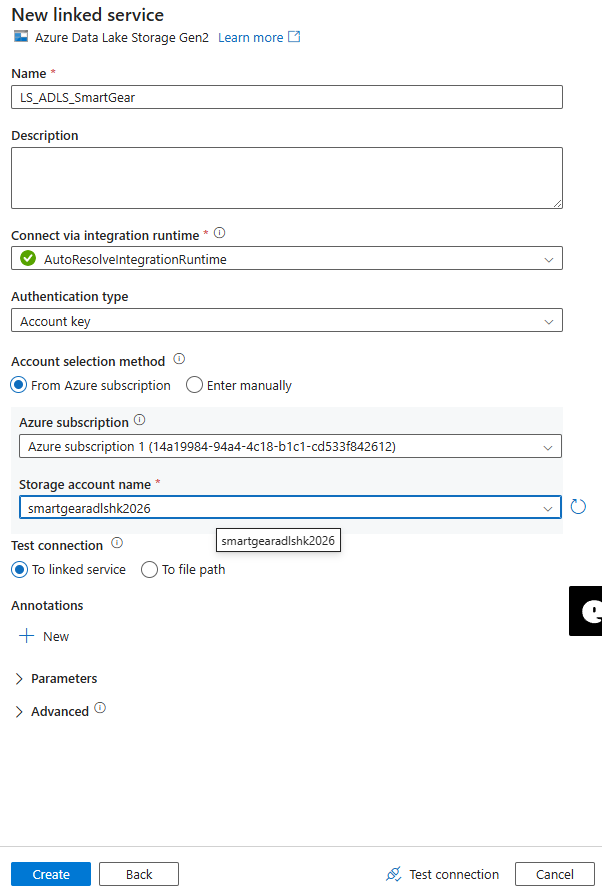 New linked service
Azure Data Lake Storage Gen2 Learn more
Name *
LS_ADLS_SmartGear
Description
Connect via integration runtime *
AutoResolveIntegrationRuntime
Authentication type
Account key
Account selection method
From Azure subscription Enter manually
Azure subscription
Azure subscription 1 (14a19984-94a4-4c18-b1c1-cd533f842612)
Storage account name *
smartgearadlshk2026
smartgearadlshk2026
Test connection
To linked service To file path
Annotations
New
Parameters
Advanced
Create Back Test connection Cancel